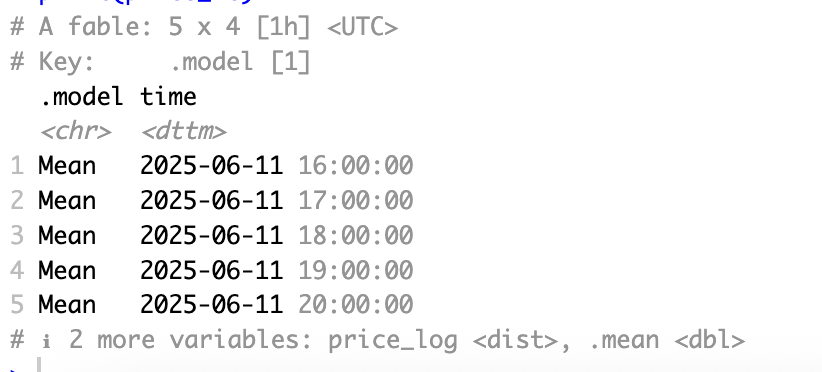 # A fable: 5 x 4 [1h] <UTC>
# Key:     .model [1]
  .model time
  <chr>  <dttm>
1 Mean   2025-06-11 16:00:00
2 Mean   2025-06-11 17:00:00
3 Mean   2025-06-11 18:00:00
4 Mean   2025-06-11 19:00:00
5 Mean   2025-06-11 20:00:00
# ℹ 2 more variables: price_log <dist>, .mean <dbl>